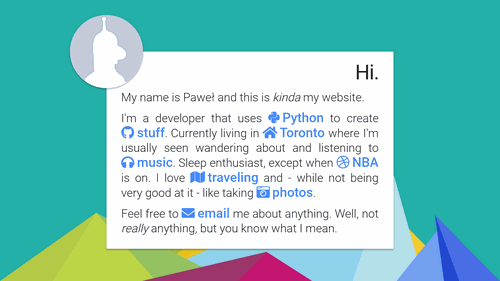 Hi.
My name is Paweł and this is kinda my website.
I'm a developer that uses Python to create
stuff. Currently living in Toronto where I'm
usually seen wandering about and listening to
music. Sleep enthusiast, except when NBA
is on. I love traveling and - while not being
very good at it - like taking photos.
Feel free to email me about anything. Well, not
really anything, but you know what I mean.